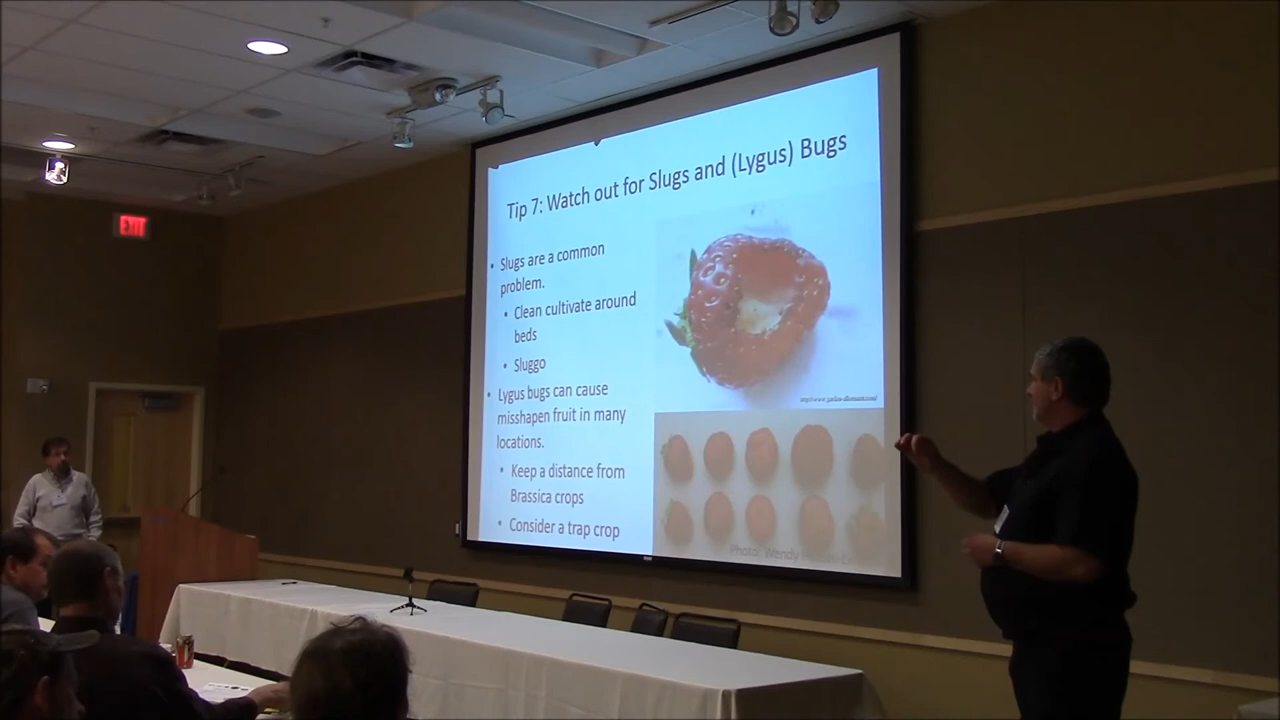 EXIT
Tip 7: Watch out for Slugs and (Lygus) Bugs
• Slugs are a common
problem.
• Clean cultivate around
beds
• Sluggo
• Lygus bugs can cause
misshapen fruit in many
locations.
• Keep a distance from
Brassica crops
• Consider a trap crop
Photo: Wendy